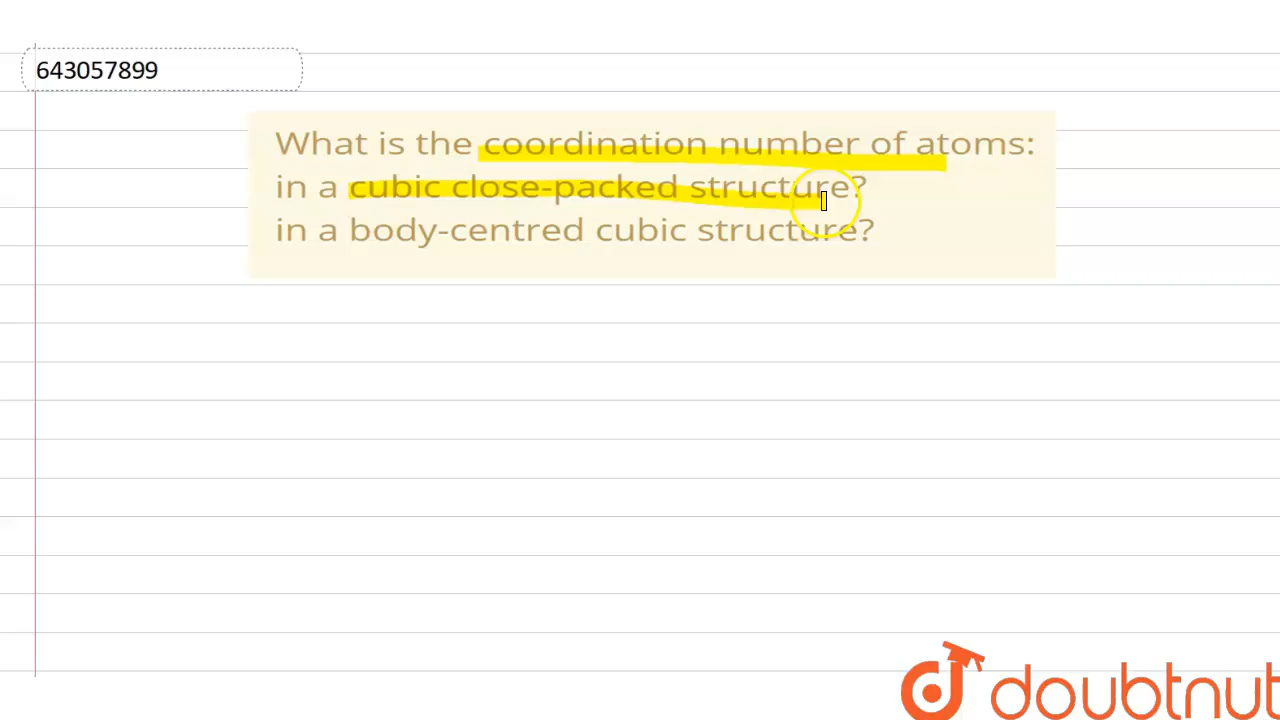 643057899
What is the coordination number of atoms:
in a cubic close-packed structure?
in a body-centred cubic structure?
doubtnut